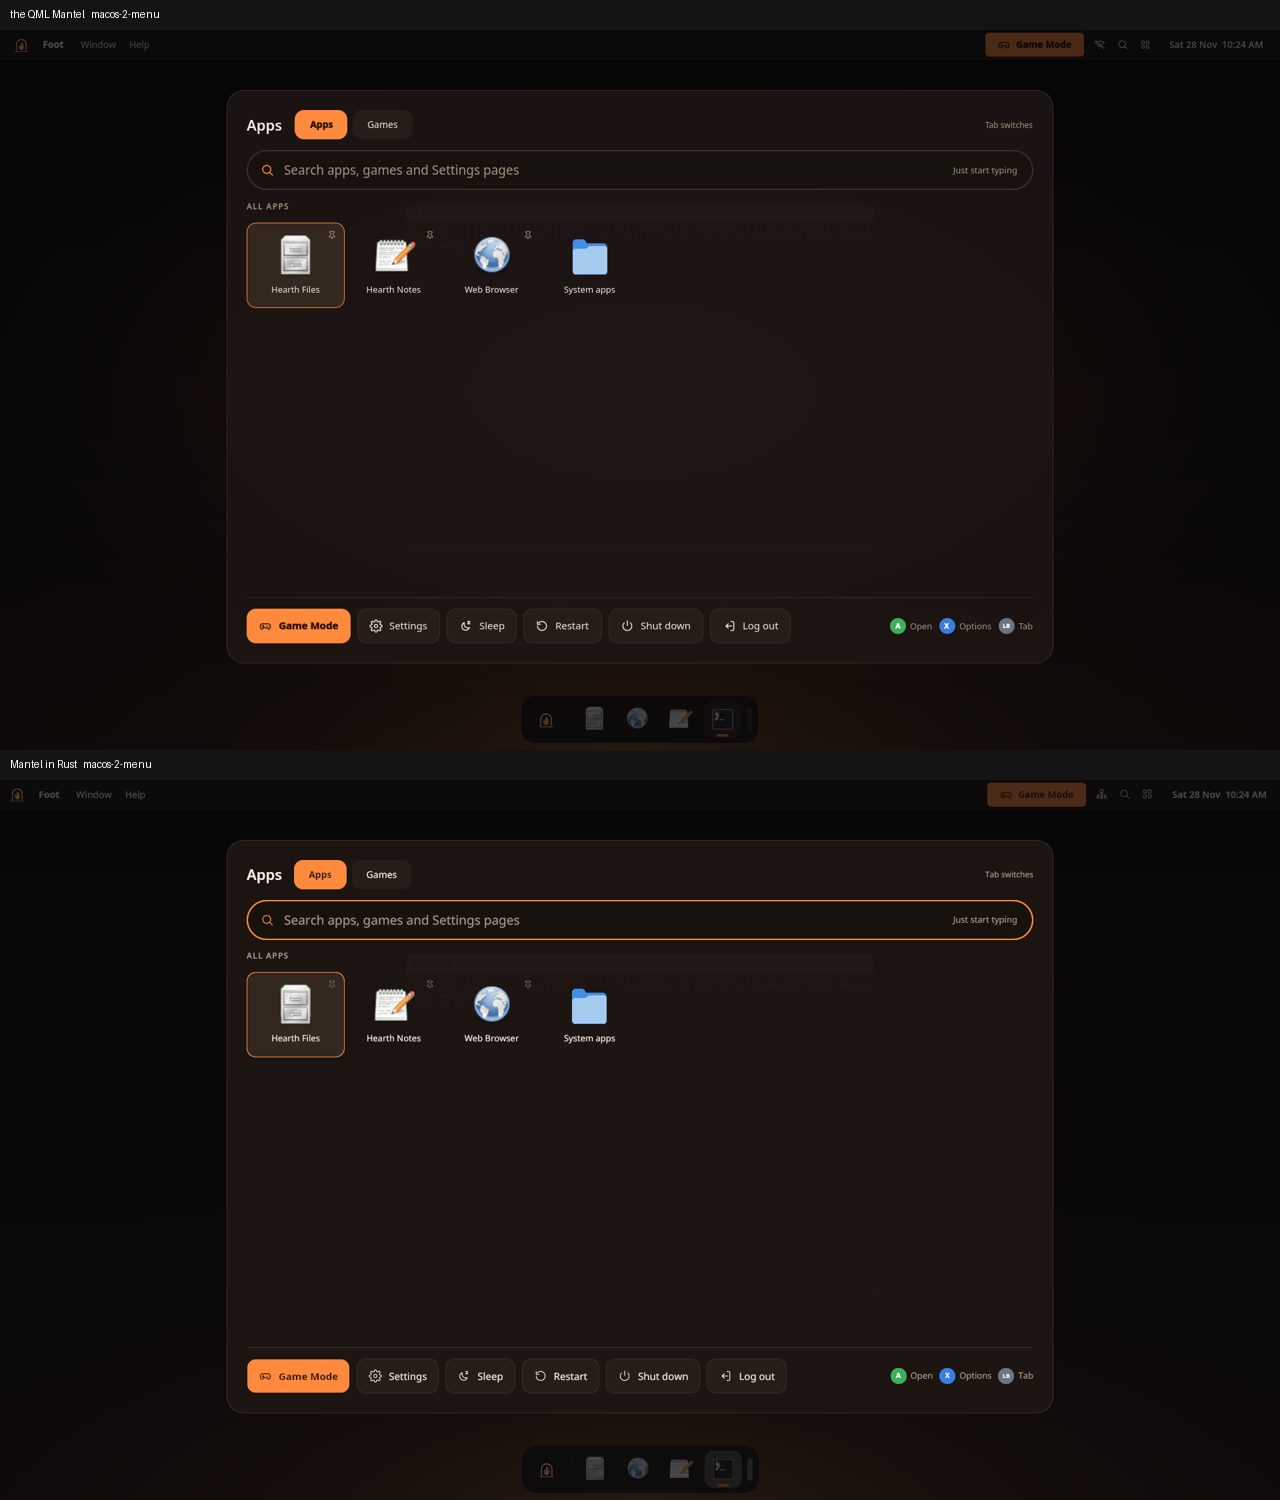 the QML Mantel macos-2-menu
Foot Window Help Game Mode Sat 28 Nov 10:24 AM
Apps Apps Games Tab switches
Search apps, games and Settings pages Just start typing
ALL APPS
Hearth Files Hearth Notes Web Browser System apps
Game Mode Settings Sleep Restart Shut down Log out A Open X Options LB Tab
Mantel in Rust macos-2-menu
Foot Window Help Game Mode Sat 28 Nov 10:24 AM
Apps Apps Games Tab switches
Search apps, games and Settings pages Just start typing
ALL APPS
Hearth Files Hearth Notes Web Browser System apps
Game Mode Settings Sleep Restart Shut down Log out A Open X Options LB Tab